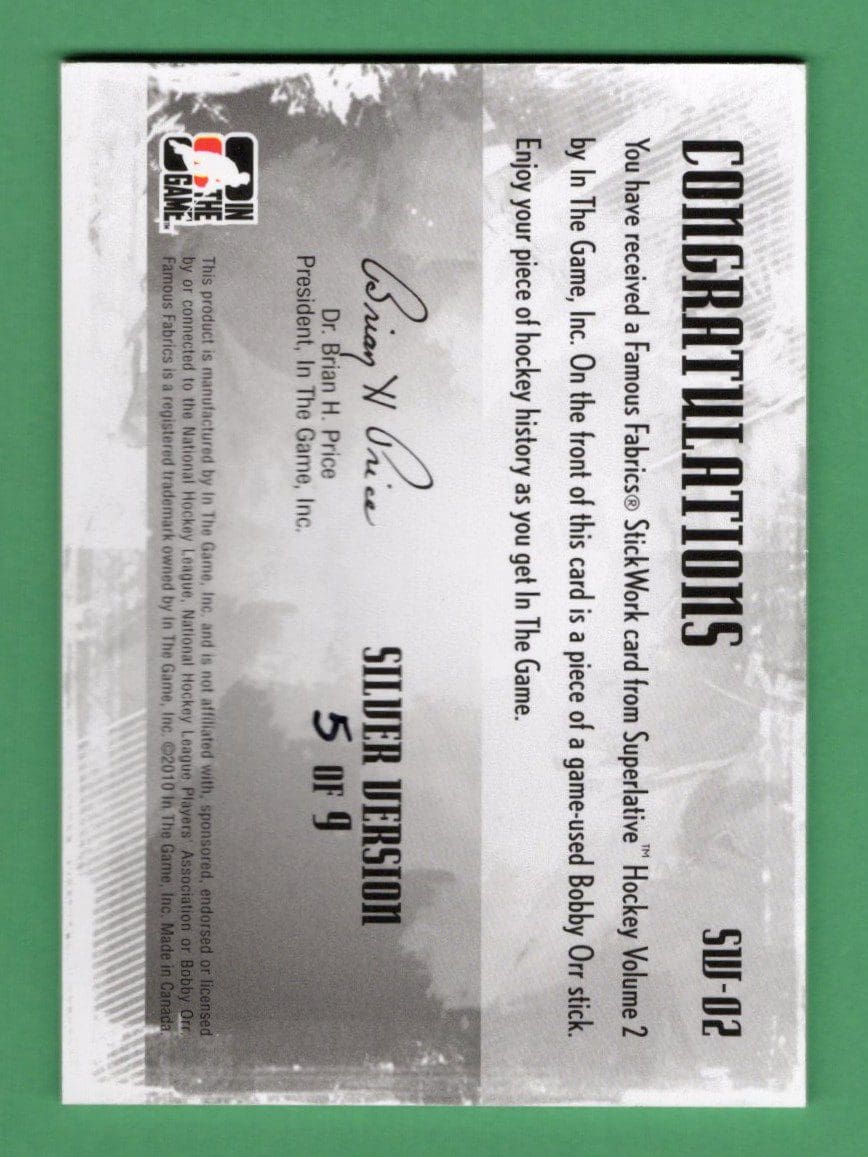 CONGRATULATIONS
SW-02
You have received a Famous Fabrics® StickWork card from Superlative™ Hockey Volume 2
by In The Game, Inc. On the front of this card is a piece of a game-used Bobby Orr stick.
Enjoy your piece of hockey history as you get In The Game.
Brian H Price
Dr. Brian H. Price
President, In The Game, Inc.
SILVER VERSION
5 OF 9
IN
THE
GAME™
This product is manufactured by In The Game, Inc. and is not affiliated with, sponsored, endorsed or licensed
by or connected to the National Hockey League, National Hockey League Players' Association or Bobby Orr.
Famous Fabrics is a registered trademark owned by In The Game, Inc. ©2010 In The Game, Inc. Made in Canada.